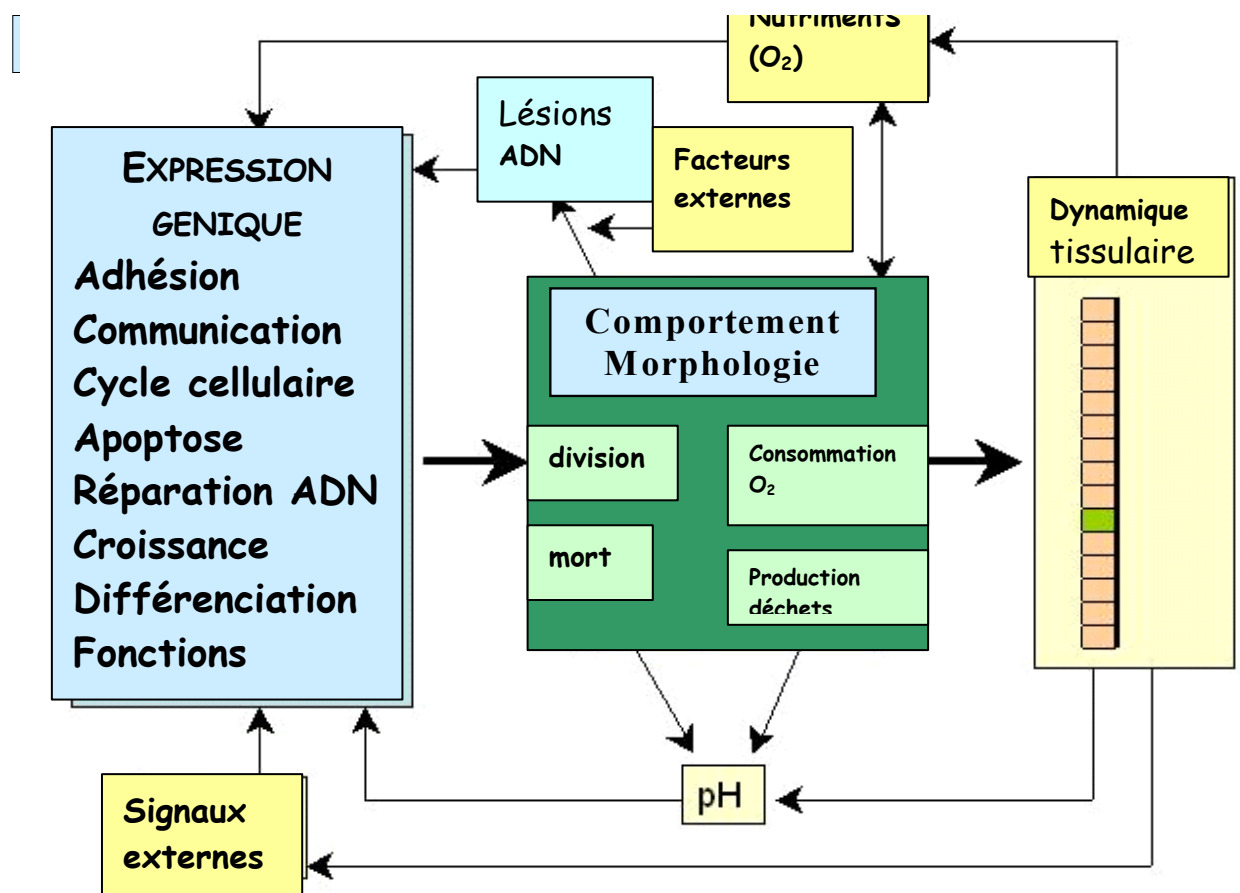 Nutriments
(O₂)
Lésions
ADN
Facteurs
externes
EXPRESSION
GENIQUE
Adhésion
Communication
Cycle cellulaire
Apoptose
Réparation ADN
Croissance
Différenciation
Fonctions
Dynamique
tissulaire
Comportement
Morphologie
division
Consommation
O₂
mort
Production
déchets
pH
Signaux
externes